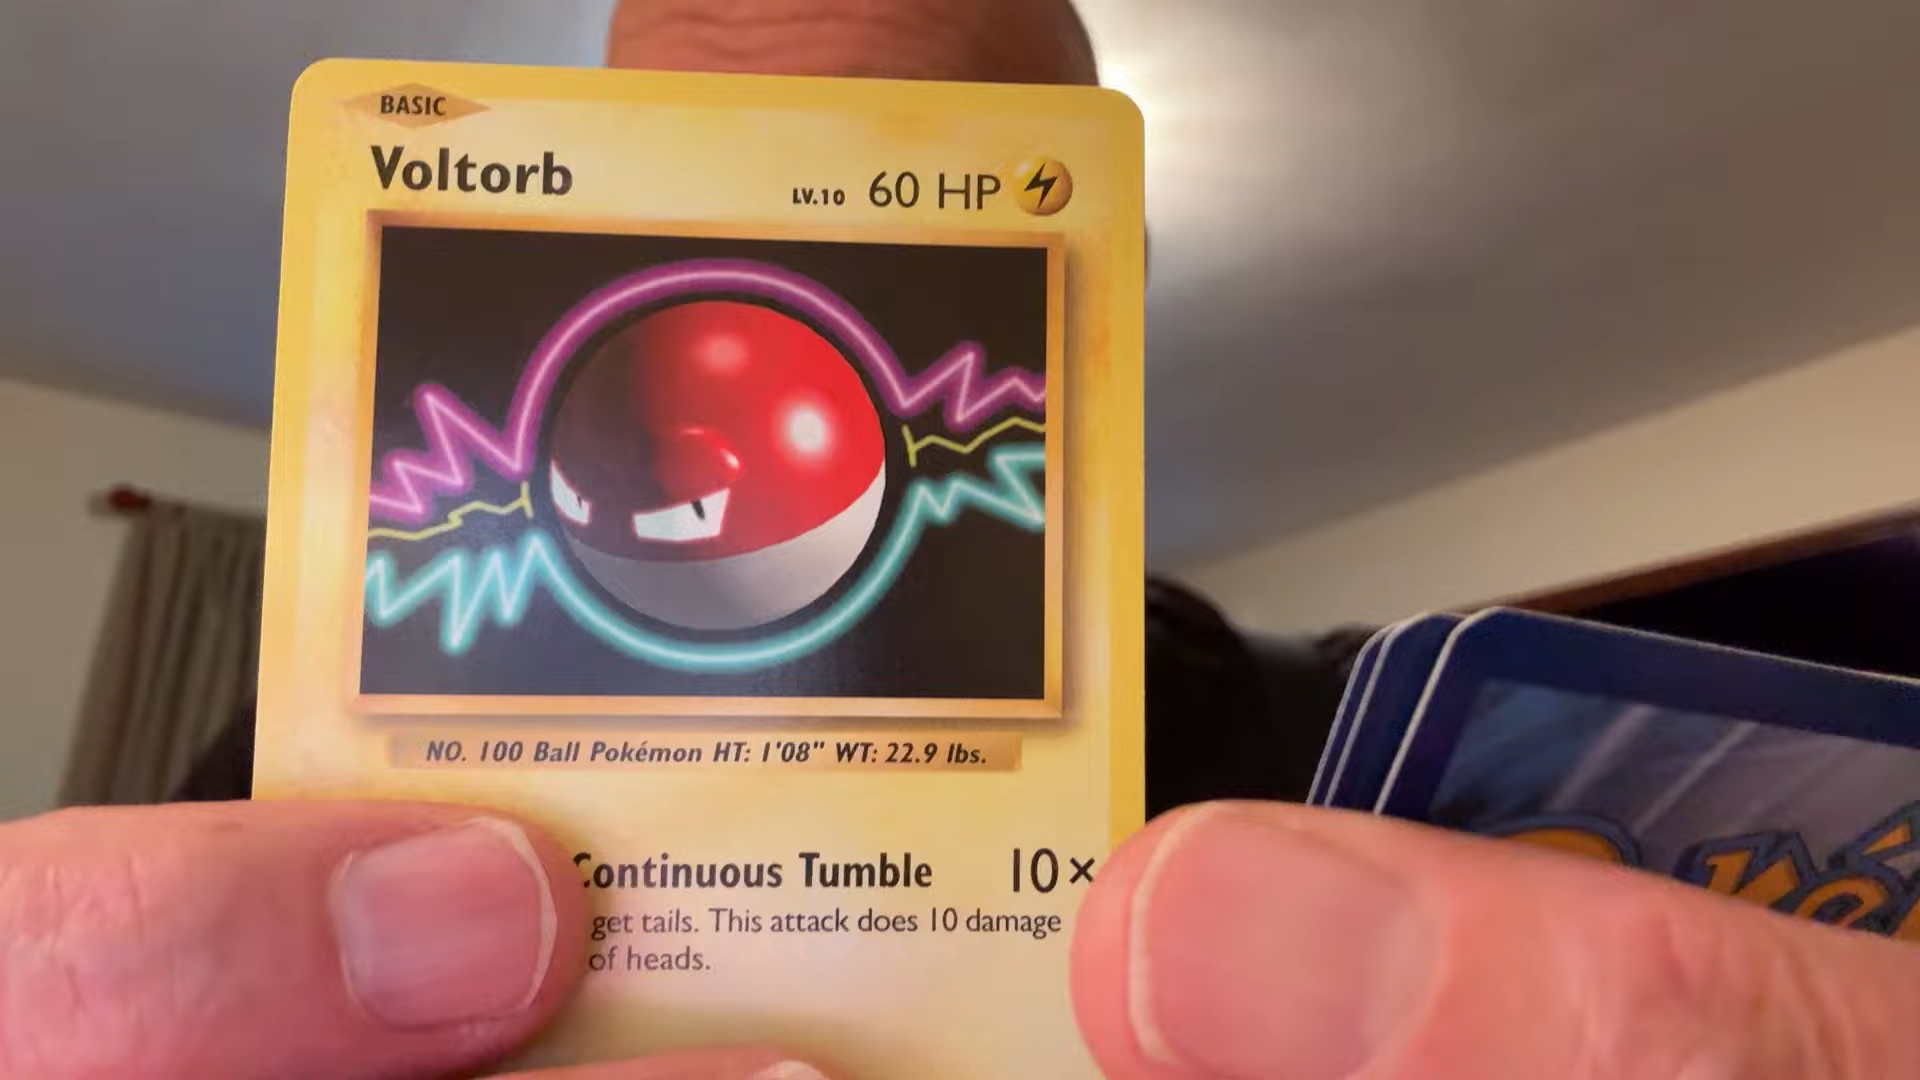 BASIC
Voltorb
LV.10 60 HP
NO. 100 Ball Pokémon HT: 1'08" WT: 22.9 lbs.
Continuous Tumble 10×
get tails. This attack does 10 damage
of heads.